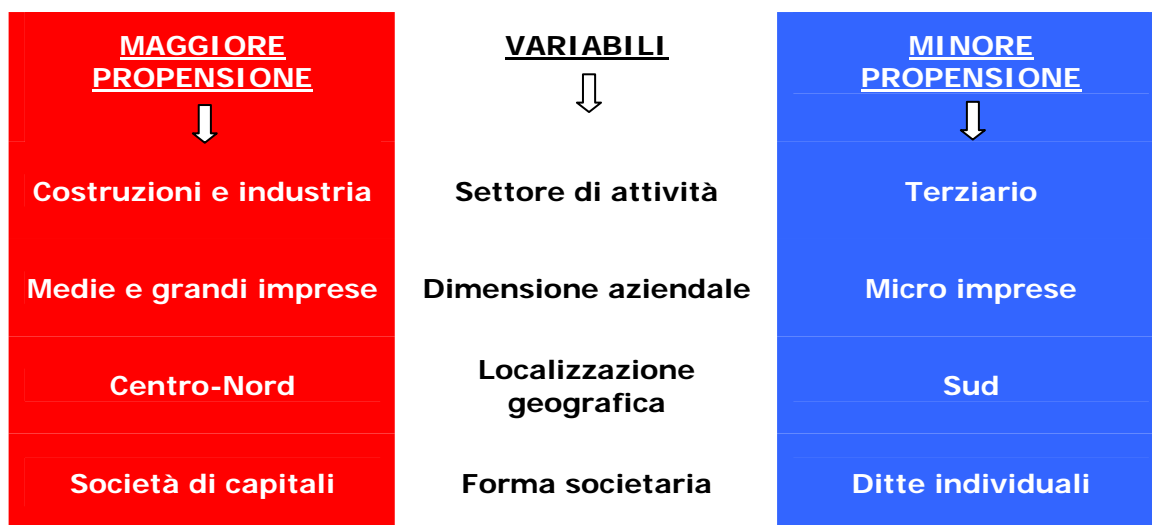 MAGGIORE
PROPENSIONE
VARIABILI
MINORE
PROPENSIONE
Costruzioni e industria
Settore di attività
Terziario
Medie e grandi imprese
Dimensione aziendale
Micro imprese
Centro-Nord
Localizzazione
geografica
Sud
Società di capitali
Forma societaria
Ditte individuali